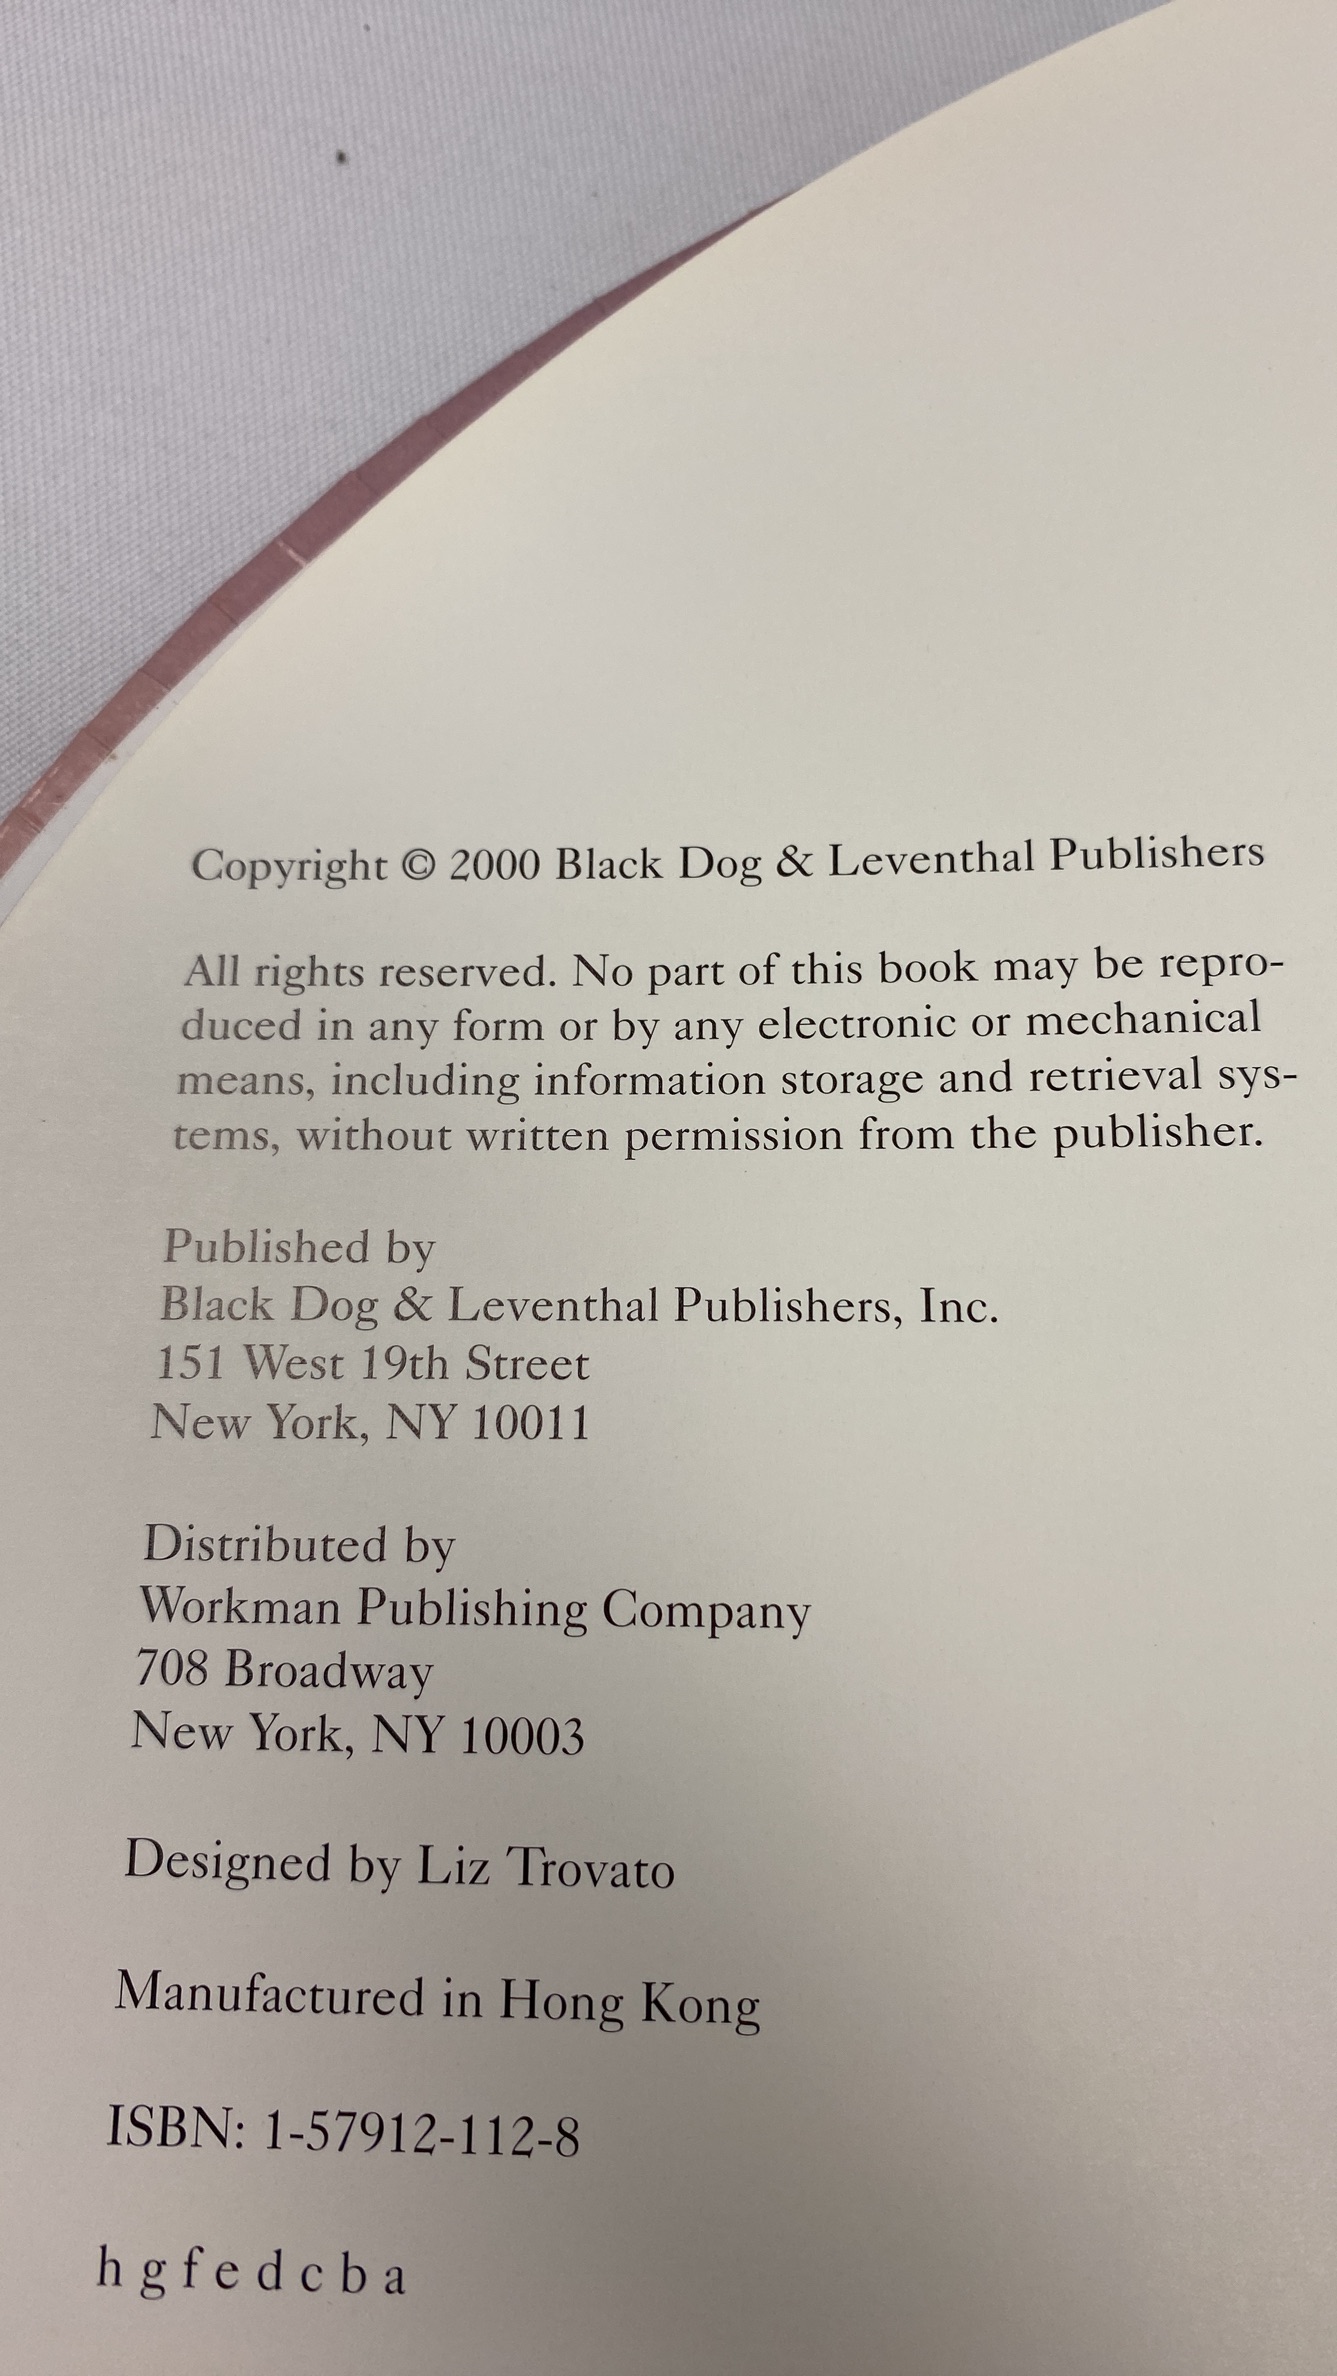 Copyright © 2000 Black Dog & Leventhal Publishers
All rights reserved. No part of this book may be repro-
duced in any form or by any electronic or mechanical
means, including information storage and retrieval sys-
tems, without written permission from the publisher.
Published by
Black Dog & Leventhal Publishers, Inc.
151 West 19th Street
New York, NY 10011
Distributed by
Workman Publishing Company
708 Broadway
New York, NY 10003
Designed by Liz Trovato
Manufactured in Hong Kong
ISBN: 1-57912-112-8
h g f e d c b a